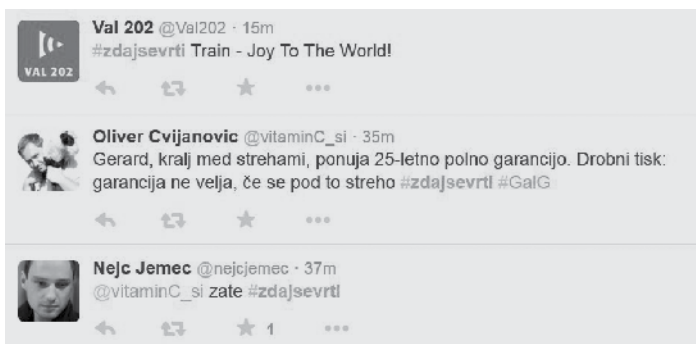 VAL 202
Val 202 @Val202 · 15m
#zdajsevrti Train - Joy To The World!
Oliver Cvijanovic @vitaminC_si · 35m
Gerard, kralj med strehami, ponuja 25-letno polno garancijo. Drobni tisk:
garancija ne velja, če se pod to streho #zdajsevrti #GalG
Nejc Jemec @nejcjemec · 37m
@vitaminC_si zate #zdajsevrti
1